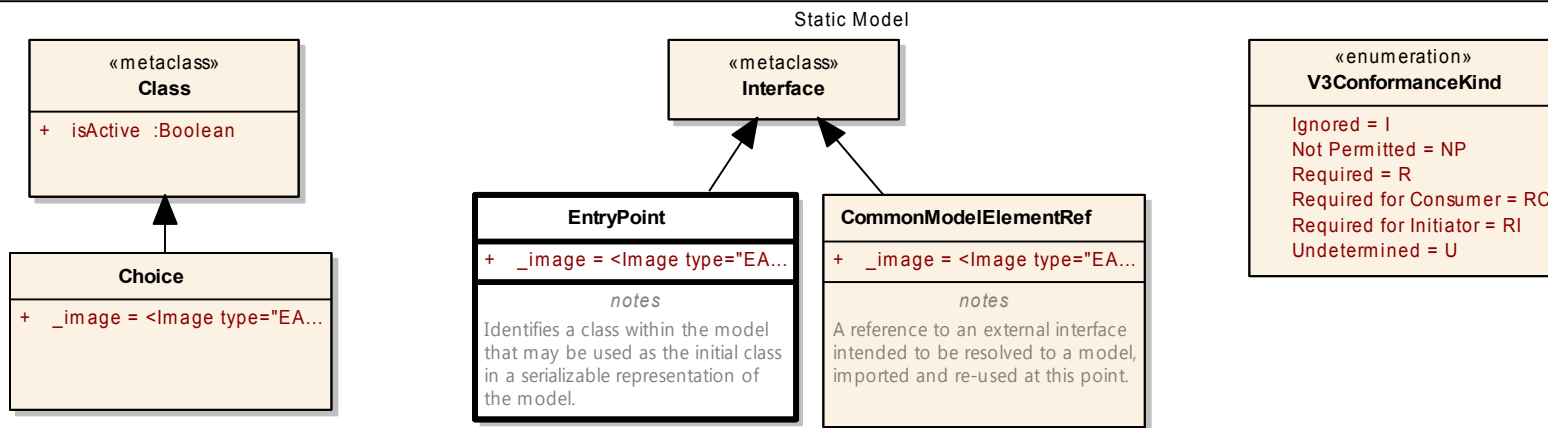 Static Model
«metaclass»
Class
+ isActive :Boolean
Choice
+ _image = <Image type="EA...
«metaclass»
Interface
EntryPoint
+ _image = <Image type="EA...
notes
Identifies a class within the model
that may be used as the initial class
in a serializable representation of
the model.
CommonModelElementRef
+ _image = <Image type="EA...
notes
A reference to an external interface
intended to be resolved to a model,
imported and re-used at this point.
«enumeration»
V3ConformanceKind
Ignored = I
Not Permitted = NP
Required = R
Required for Consumer = RC
Required for Initiator = RI
Undetermined = U